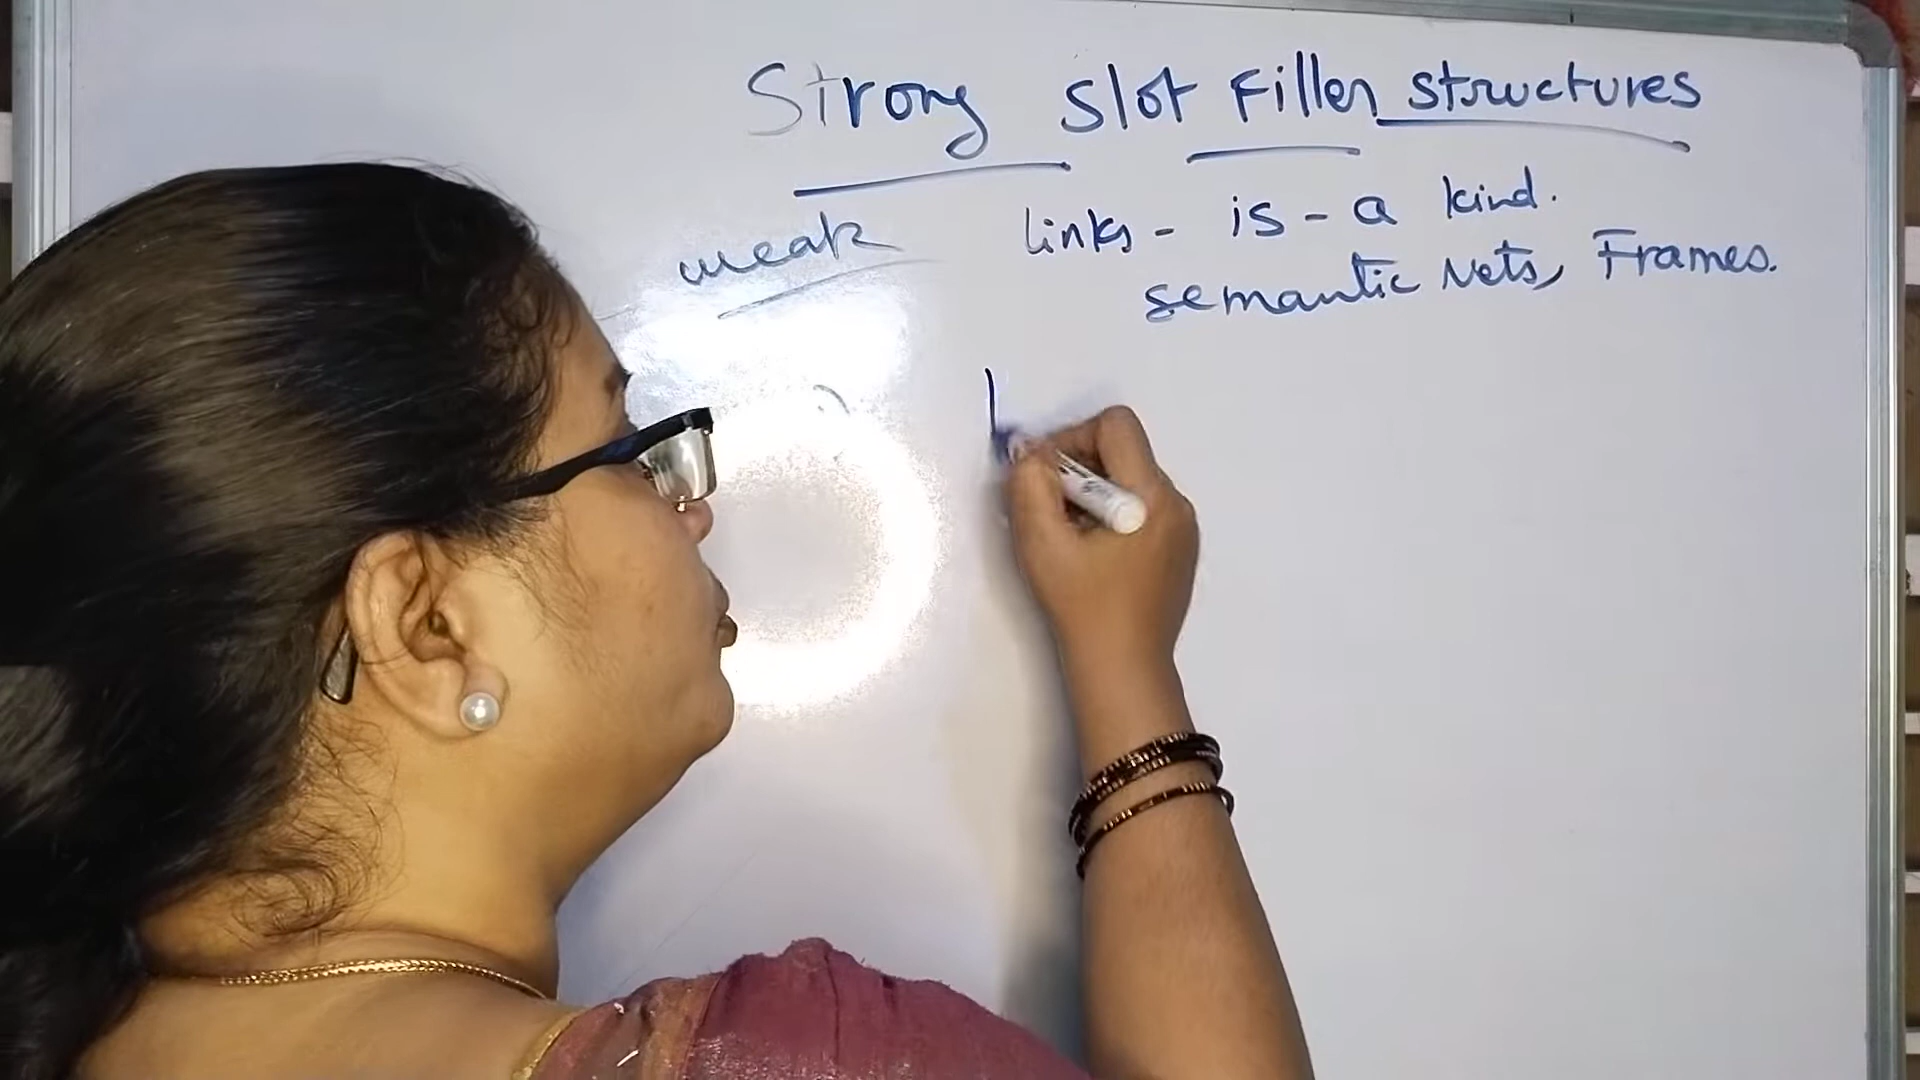 Strong Slot Filler structures
weak links - is - a kind.
semantic Nets, Frames.